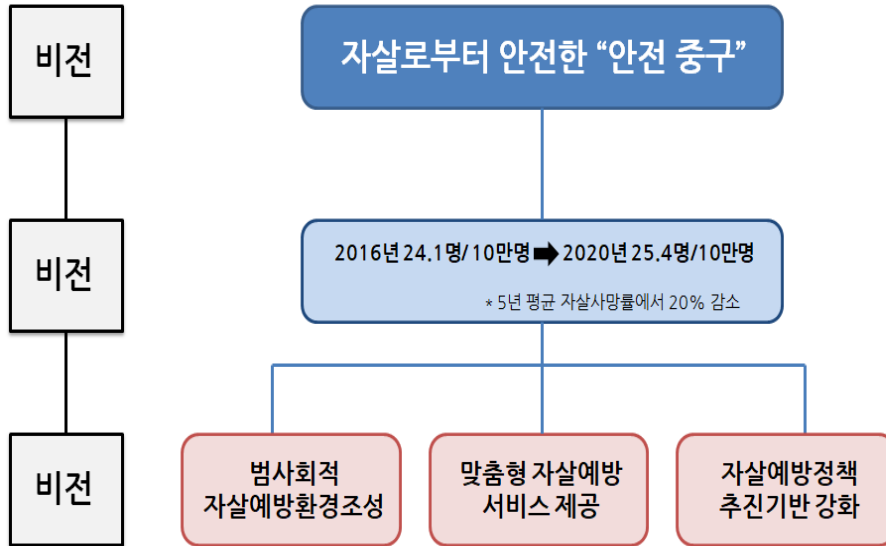 비전
자살로부터 안전한 “안전 중구”
비전
2016년 24.1명/ 10만명 ➡ 2020년 25.4명/10만명
* 5년 평균 자살사망률에서 20% 감소
비전
범사회적
자살예방환경조성
맞춤형 자살예방
서비스 제공
자살예방정책
추진기반 강화